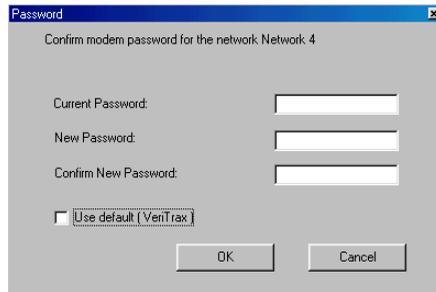 Password
Confirm modem password for the network Network 4
Current Password:
New Password:
Confirm New Password:
Use default ( VeriTrax )
OK Cancel